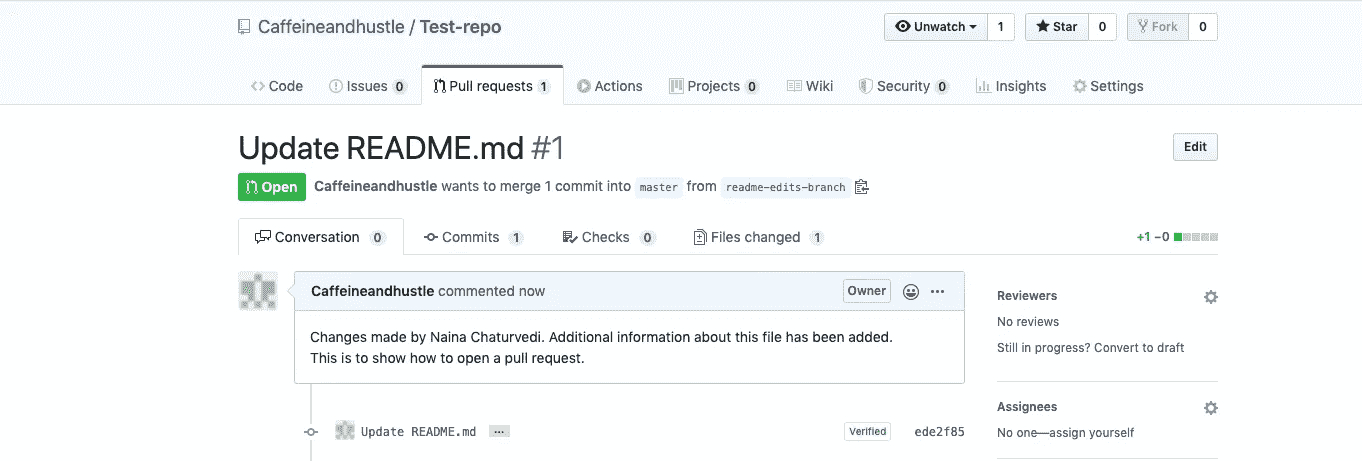 Caffeineandhustle / Test-repo
Unwatch 1 Star 0 Fork 0
Code Issues 0 Pull requests 1 Actions Projects 0 Wiki Security 0 Insights Settings
Update README.md #1
Edit
Open Caffeineandhustle wants to merge 1 commit into master from readme-edits-branch
Conversation 0 Commits 1 Checks 0 Files changed 1
+1 −0
Caffeineandhustle commented now
Owner
Changes made by Naina Chaturvedi. Additional information about this file has been added.
This is to show how to open a pull request.
Update README.md ...
Verified ede2f85
Reviewers
No reviews
Still in progress? Convert to draft
Assignees
No one—assign yourself